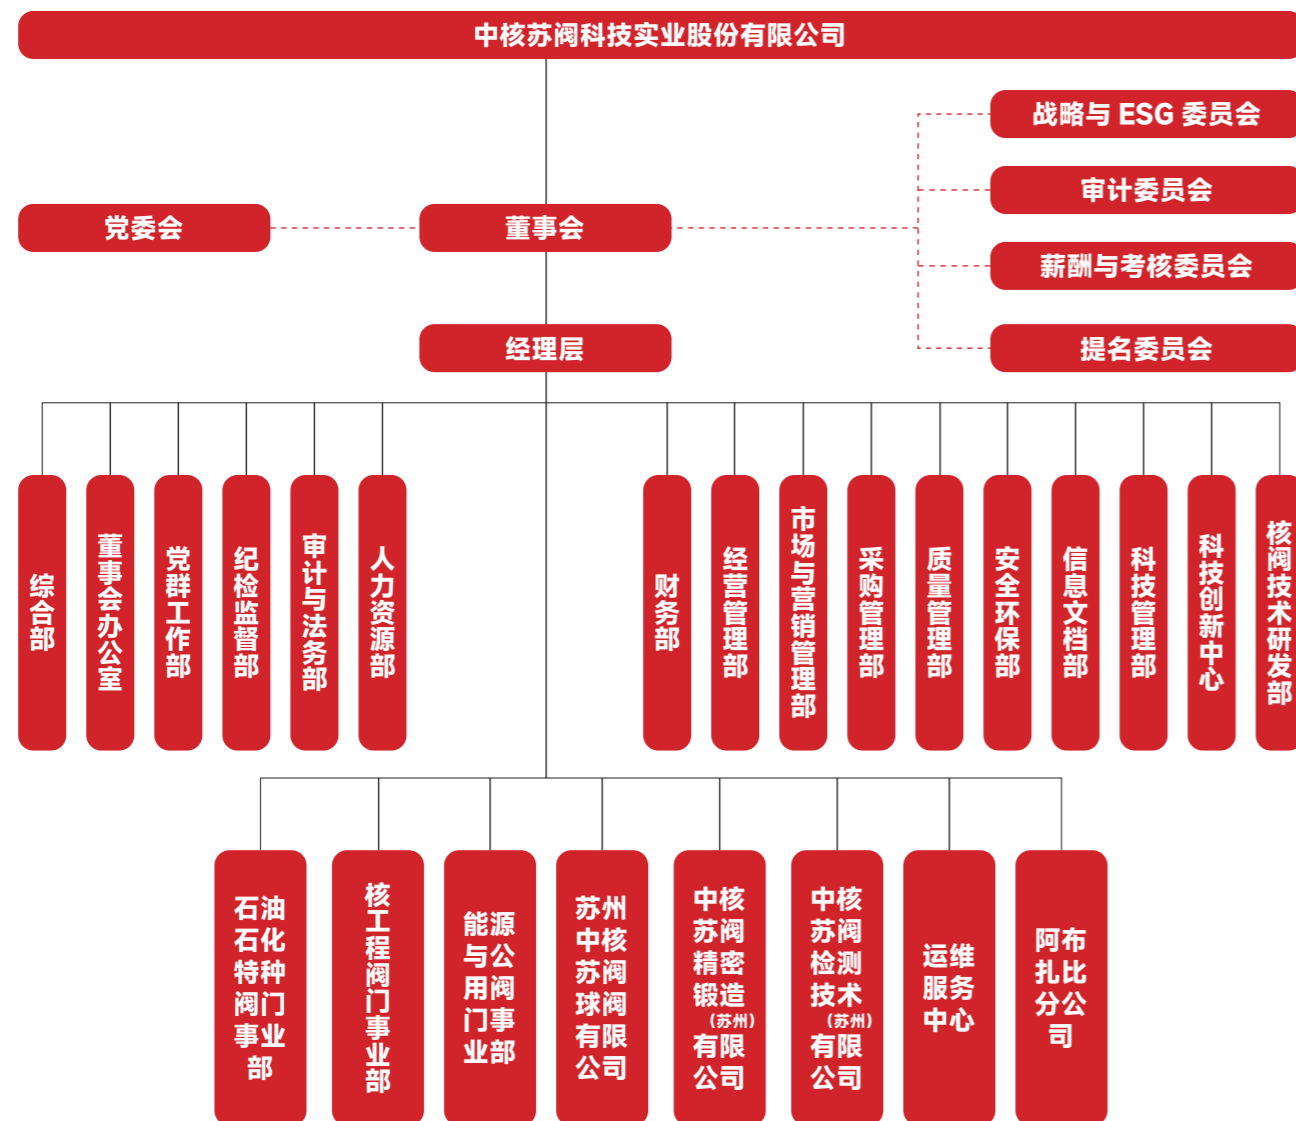 中核苏阀科技实业股份有限公司
战略与 ESG 委员会
审计委员会
党委会
董事会
薪酬与考核委员会
经理层
提名委员会
综合部
董事会办公室
党群工作部
纪检监督部
审计与法务部
人力资源部
财务部
经营管理部
市场与营销管理部
采购管理部
质量管理部
安全环保部
信息文档部
科技管理部
科技创新中心
核阀技术研发部
石油
石化
特种
阀门
事业
部
核工程阀门事业部
能源
与公
用阀
门事
业部
苏州
中核
苏阀
球阀
有限
公司
中核
苏阀
精密
锻造
(苏州)
有限
公司
中核
苏阀
检测
技术
(苏州)
有限
公司
运维
服务
中心
阿布
扎比
分公
司